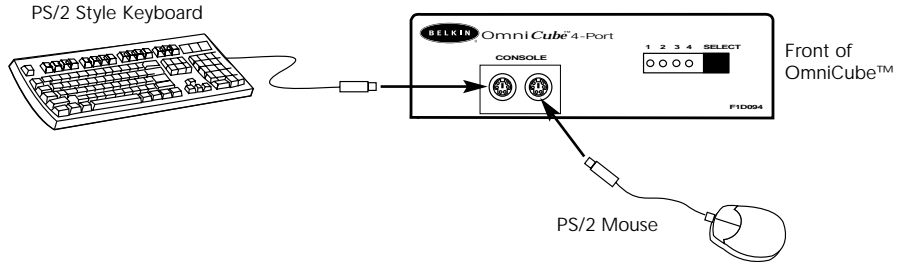 PS/2 Style Keyboard
BELKIN OmniCube™ 4-Port
CONSOLE
1 2 3 4 SELECT
F1D094
Front of
OmniCube™
PS/2 Mouse